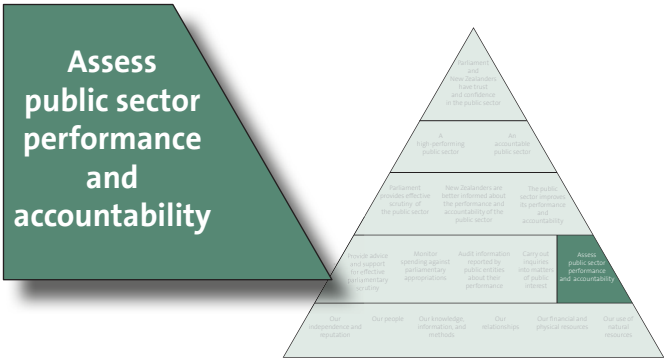 Assess
public sector
performance
and
accountability
Parliament
and
New Zealanders
have trust
and confidence
in the public sector
A
high-performing
public sector
An
accountable
public sector
Parliament
provides effective
scrutiny of
the public sector
New Zealanders are
better informed about
the performance and
accountability of the
public sector
The public
sector improves
its performance
and
accountability
Provide advice
and support
for effective
parliamentary
scrutiny
Monitor
spending against
parliamentary
appropriations
Audit information
reported by
public entities
about their
performance
Carry out
inquiries
into matters
of public
interest
Assess
public sector
performance
and accountability
Our
independence and
reputation
Our people
Our knowledge,
information, and
methods
Our
relationships
Our financial and
physical resources
Our use of
natural
resources